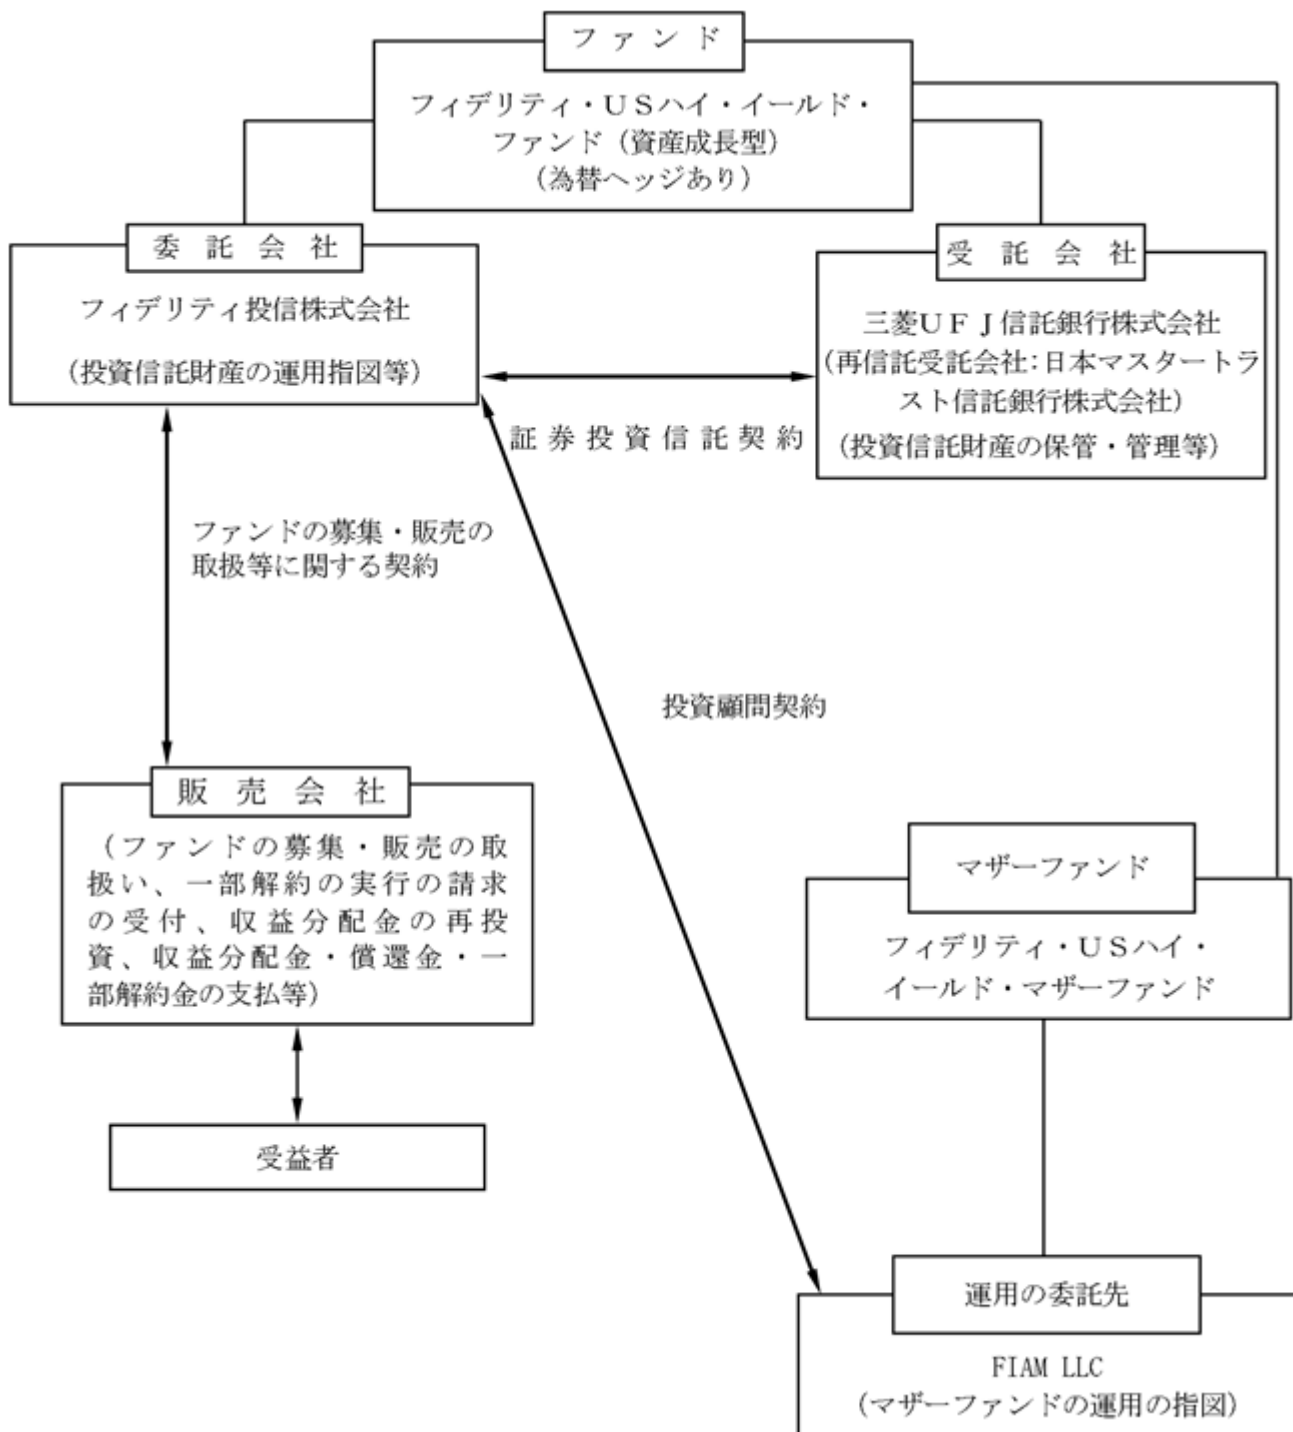 ファンド
フィデリティ・ＵＳハイ・イールド・
ファンド（資産成長型）
（為替ヘッジあり）
委託会社
フィデリティ投信株式会社
（投資信託財産の運用指図等）
受託会社
三菱ＵＦＪ信託銀行株式会社
（再信託受託会社：日本マスタートラ
スト信託銀行株式会社）
（投資信託財産の保管・管理等）
証券投資信託契約
ファンドの募集・販売の
取扱等に関する契約
投資顧問契約
販売会社
（ファンドの募集・販売の取
扱い、一部解約の実行の請求
の受付、収益分配金の再投
資、収益分配金・償還金・一
部解約金の支払等）
マザーファンド
フィデリティ・ＵＳハイ・
イールド・マザーファンド
受益者
運用の委託先
FIAM LLC
（マザーファンドの運用の指図）